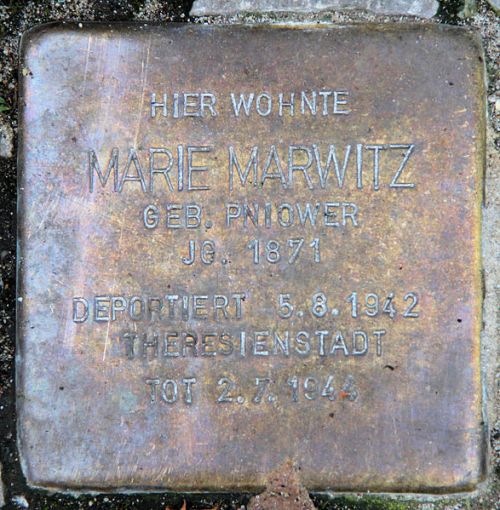 HIER WOHNTE
MARIE MARWITZ
GEB. PNIOWER
JG. 1871
DEPORTIERT 5.8.1942
THERESIENSTADT
TOT 2.7.1944